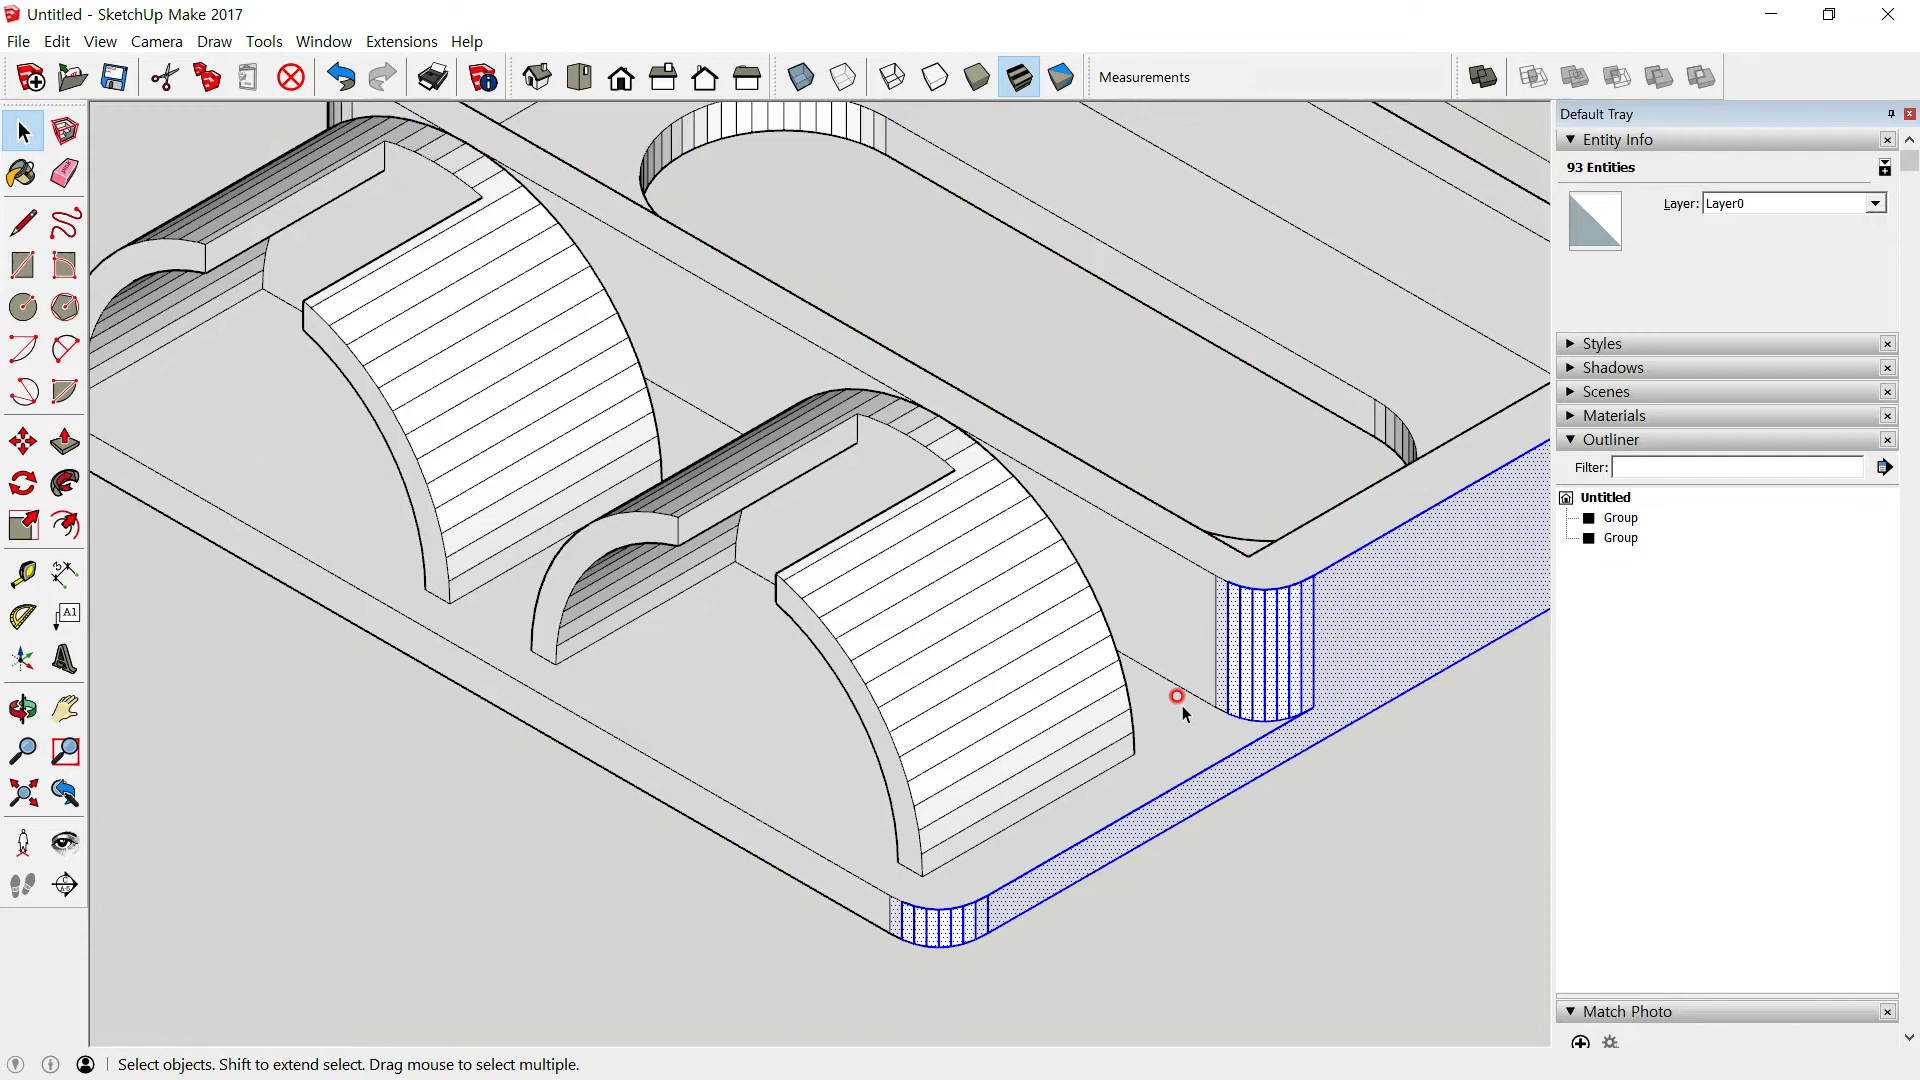 Untitled - SketchUp Make 2017
File Edit View Camera Draw Tools Window Extensions Help
Measurements
Default Tray
Entity Info
93 Entities
Layer: Layer0
Styles
Shadows
Scenes
Materials
Outliner
Filter:
Untitled
Group
Group
Match Photo
A1
Select objects. Shift to extend select. Drag mouse to select multiple.